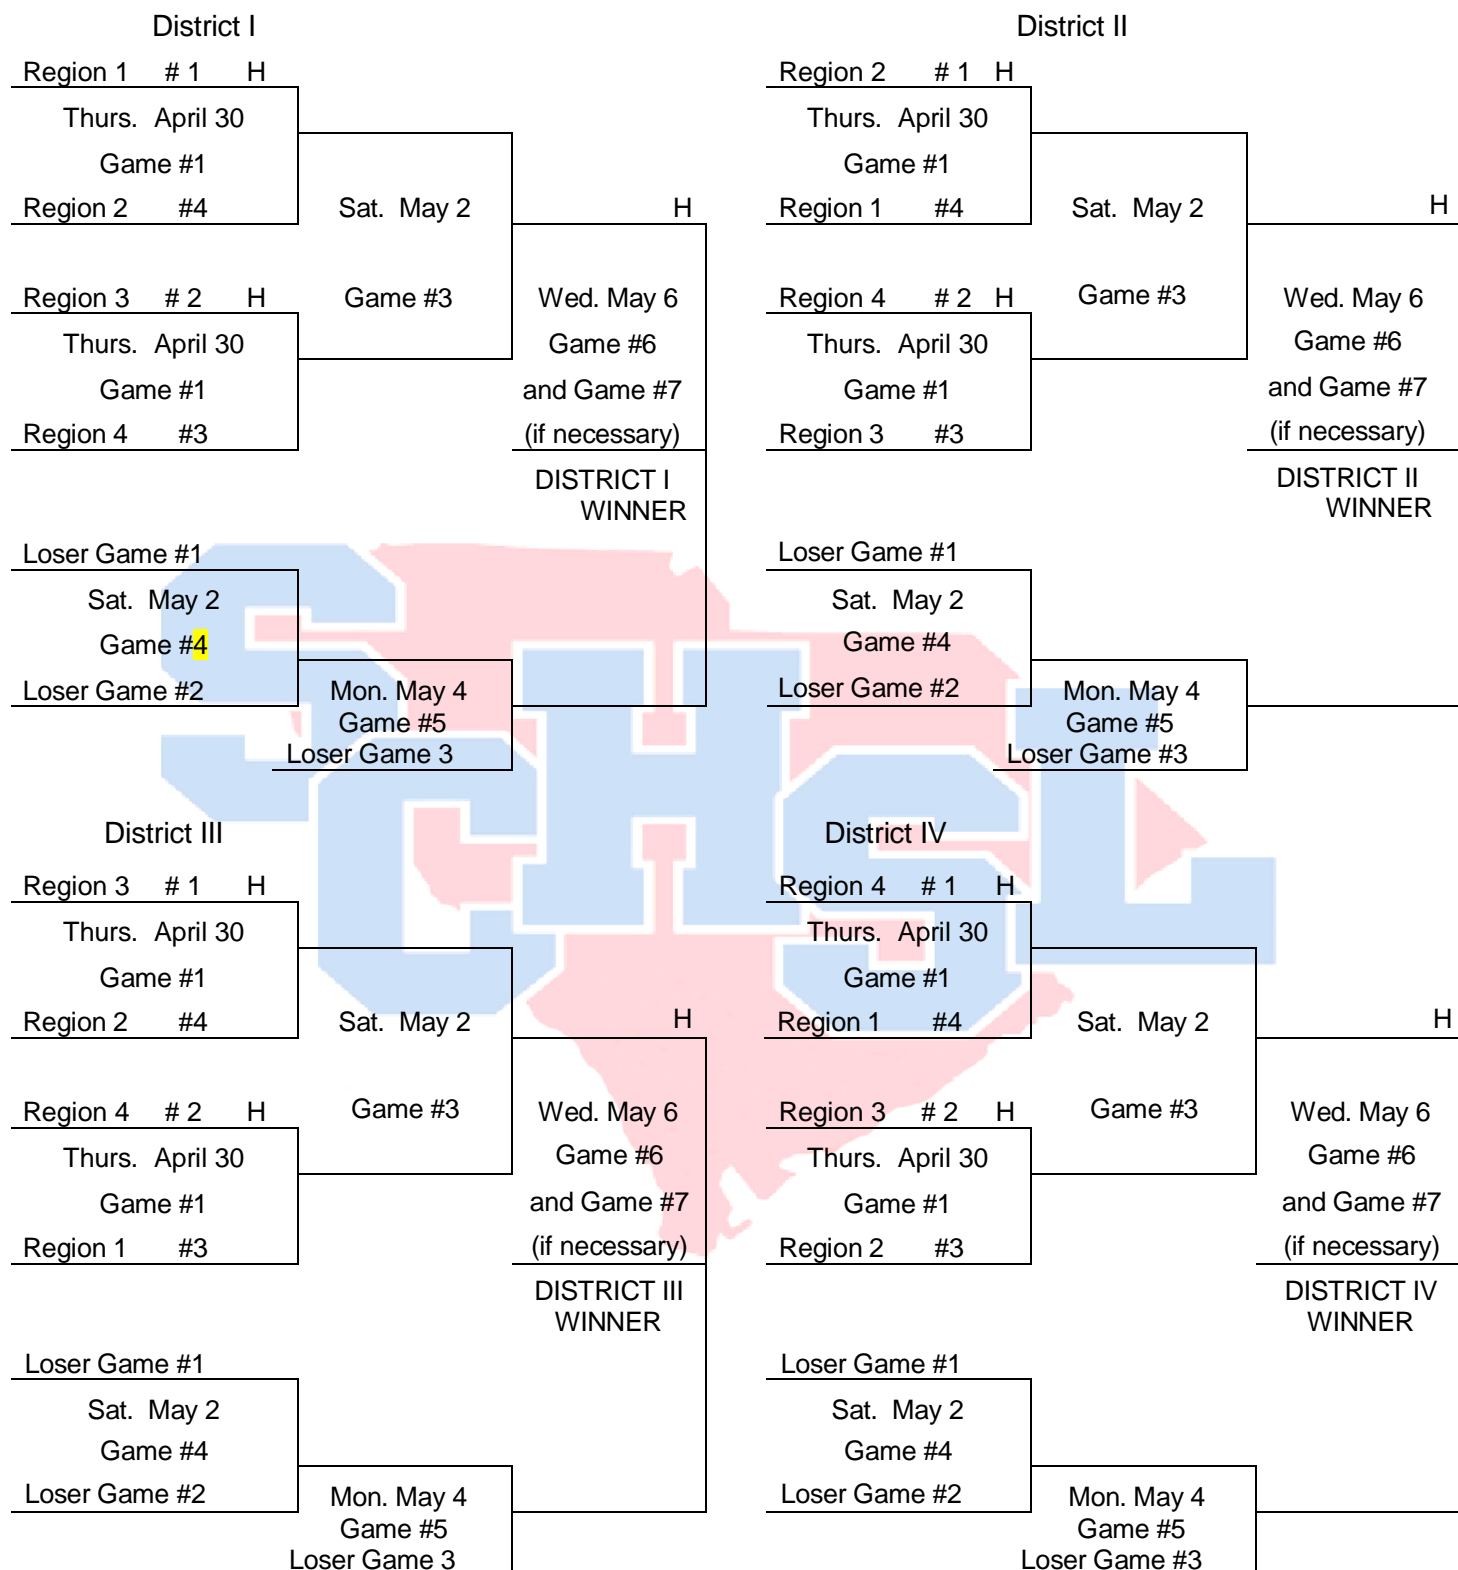 District I
Region 1 # 1 H
Thurs. April 30
Game #1
Region 2 #4
Sat. May 2
H
Region 3 # 2 H
Game #3
Wed. May 6
Thurs. April 30
Game #6
Game #1
and Game #7
Region 4 #3
(if necessary)
DISTRICT I
WINNER
Loser Game #1
Sat. May 2
Game #4
Loser Game #2
Mon. May 4
Game #5
Loser Game 3
District II
Region 2 # 1 H
Thurs. April 30
Game #1
Region 1 #4
Sat. May 2
H
Region 4 # 2 H
Game #3
Wed. May 6
Thurs. April 30
Game #6
Game #1
and Game #7
Region 3 #3
(if necessary)
DISTRICT II
WINNER
Loser Game #1
Sat. May 2
Game #4
Loser Game #2
Mon. May 4
Game #5
Loser Game #3
SCHSL
District III
Region 3 # 1 H
Thurs. April 30
Game #1
Region 2 #4
Sat. May 2
H
Region 4 # 2 H
Game #3
Wed. May 6
Thurs. April 30
Game #6
Game #1
and Game #7
Region 1 #3
(if necessary)
DISTRICT III
WINNER
Loser Game #1
Sat. May 2
Game #4
Loser Game #2
Mon. May 4
Game #5
Loser Game 3
District IV
Region 4 # 1 H
Thurs. April 30
Game #1
Region 1 #4
Sat. May 2
H
Region 3 # 2 H
Game #3
Wed. May 6
Thurs. April 30
Game #6
Game #1
and Game #7
Region 2 #3
(if necessary)
DISTRICT IV
WINNER
Loser Game #1
Sat. May 2
Game #4
Loser Game #2
Mon. May 4
Game #5
Loser Game #3